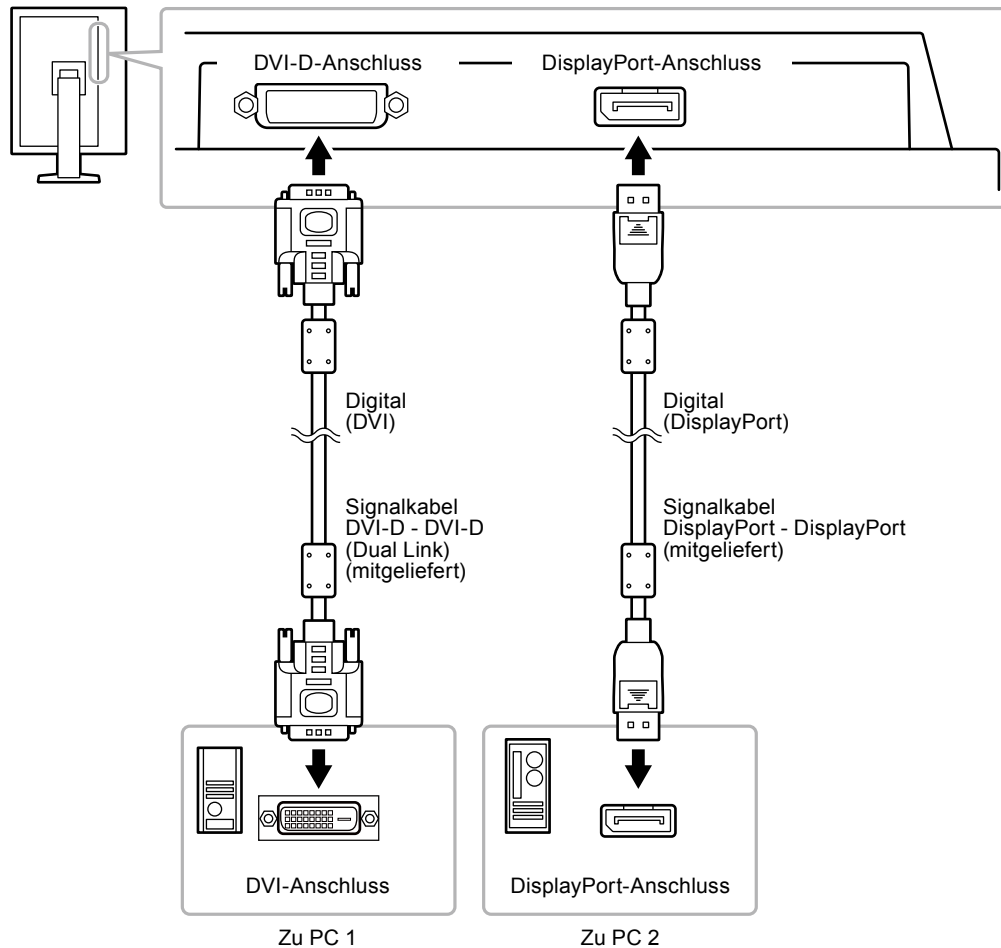 DVI-D-Anschluss
DisplayPort-Anschluss
Digital
(DVI)
Digital
(DisplayPort)
Signalkabel
DVI-D - DVI-D
(Dual Link)
(mitgeliefert)
Signalkabel
DisplayPort - DisplayPort
(mitgeliefert)
DVI-Anschluss
DisplayPort-Anschluss
Zu PC 1
Zu PC 2